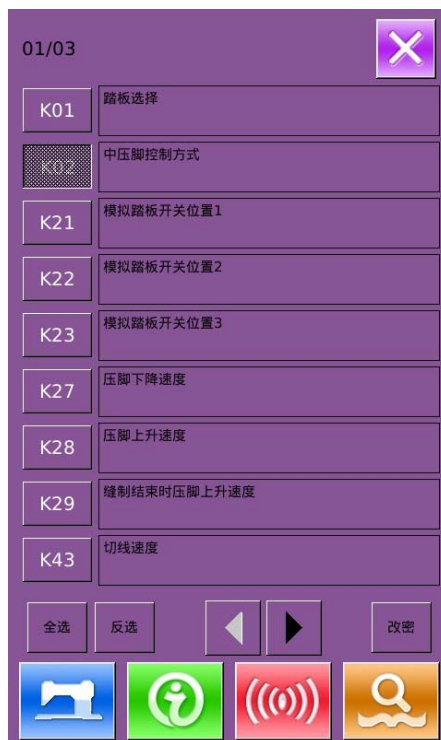 01/03
K01 踏板选择
K02 中压脚控制方式
K21 模拟踏板开关位置1
K22 模拟踏板开关位置2
K23 模拟踏板开关位置3
K27 压脚下降速度
K28 压脚上升速度
K29 缝制结束时压脚上升速度
K43 切线速度
全选 反选 改密